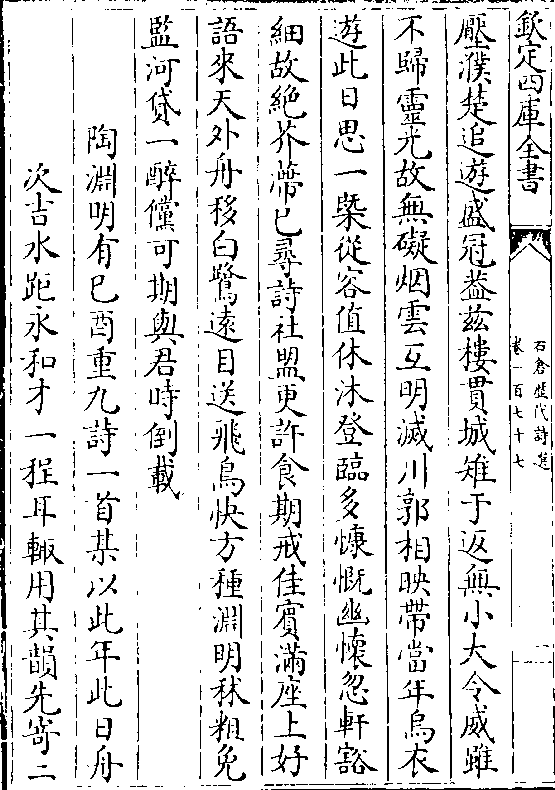 欽定四庫全書
石倉歷代詩選
卷一百七十七
壓濮楚追遊盛冠葢兹樓貫城雉于返無小大令威雖
不歸靈光故無礙烟雲互明滅川郭相映帶當年烏衣
遊此日思一槩從容值休沐登臨多慷慨幽懷忽軒豁
細故絶芥蔕已尋詩社盟更許食期戒佳賓滿座上好
語來天外舟移白鷺遠目送飛鳥快方種淵明秫粗免
監河貸一醉儻可期與君時倒載
陶淵明有己酉重九詩一首某以此年此日舟
次吉水距永和才一程耳輙用其韻先寄二